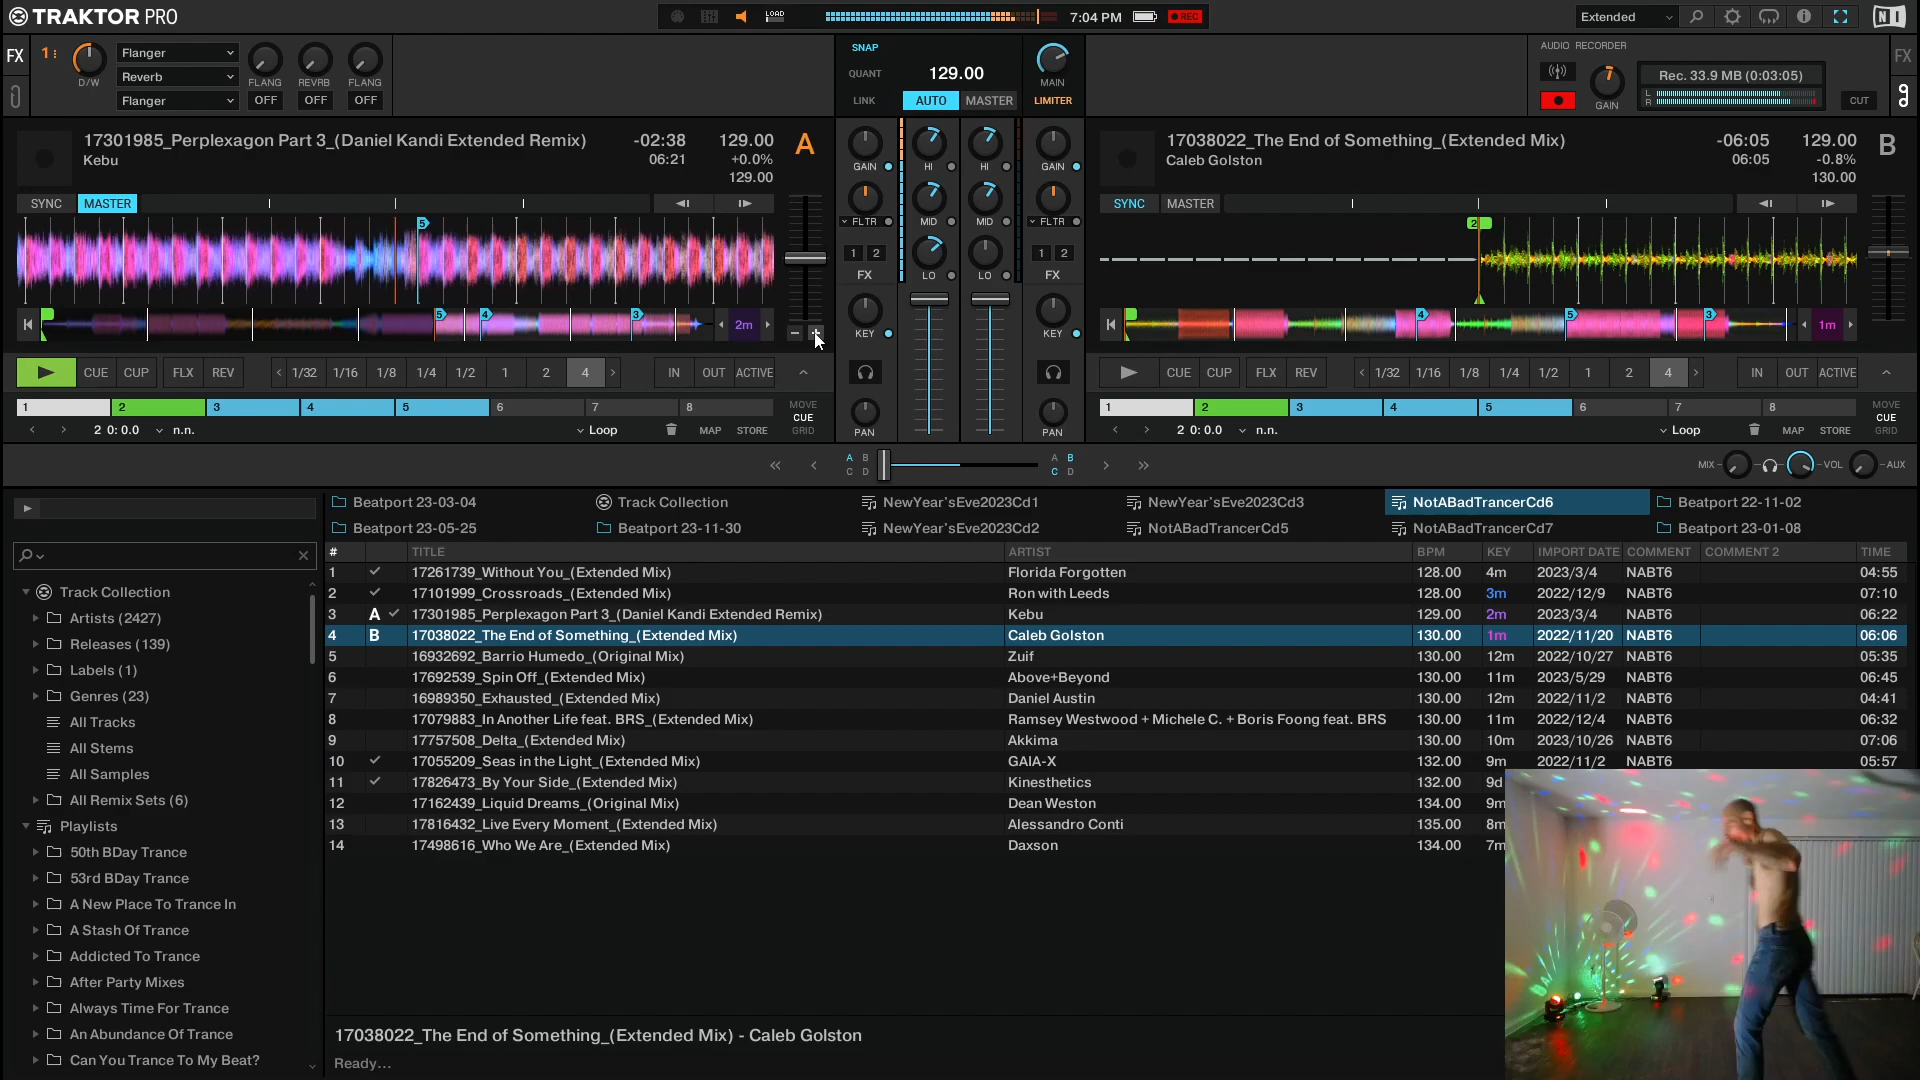 TRAKTOR PRO
LOAD
7:04 PM
REC
Extended
FX
1
D/W
Flanger
Reverb
Flanger
FLANG
REVRB
FLANG
OFF
OFF
OFF
SNAP
QUANT
LINK
129.00
AUTO
MASTER
MAIN
LIMITER
AUDIO RECORDER
GAIN
Rec. 33.9 MB (0:03:05)
L
R
CUT
FX
17301985_Perplexagon Part 3_(Daniel Kandi Extended Remix)
Kebu
-02:38
06:21
129.00
+0.0%
129.00
A
SYNC
MASTER
5
5
4
3
2m
CUE
CUP
FLX
REV
1/32
1/16
1/8
1/4
1/2
1
2
4
IN
OUT
ACTIVE
1
2
3
4
5
6
7
8
MOVE
CUE
GRID
2 0: 0.0
n.n.
Loop
MAP
STORE
GAIN
HI
HI
GAIN
FLTR
MID
MID
FLTR
1
2
1
2
FX
LO
LO
FX
KEY
KEY
PAN
PAN
17038022_The End of Something_(Extended Mix)
Caleb Golston
-06:05
06:05
129.00
-0.8%
130.00
B
SYNC
MASTER
2
4
5
3
1m
CUE
CUP
FLX
REV
1/32
1/16
1/8
1/4
1/2
1
2
4
IN
OUT
ACTIVE
1
2
3
4
5
6
7
8
MOVE
CUE
GRID
2 0: 0.0
n.n.
Loop
MAP
STORE
A B
C D
A B
C D
MIX
VOL
AUX
Beatport 23-03-04
Track Collection
NewYear'sEve2023Cd1
NewYear'sEve2023Cd3
NotABadTrancerCd6
Beatport 22-11-02
Beatport 23-05-25
Beatport 23-11-30
NewYear'sEve2023Cd2
NotABadTrancerCd5
NotABadTrancerCd7
Beatport 23-01-08
Track Collection
Artists (2427)
Releases (139)
Labels (1)
Genres (23)
All Tracks
All Stems
All Samples
All Remix Sets (6)
Playlists
50th BDay Trance
53rd BDay Trance
A New Place To Trance In
A Stash Of Trance
Addicted To Trance
After Party Mixes
Always Time For Trance
An Abundance Of Trance
Can You Trance To My Beat?
# TITLE ARTIST BPM KEY IMPORT DATE COMMENT COMMENT 2 TIME
1 17261739_Without You_(Extended Mix) Florida Forgotten 128.00 4m 2023/3/4 NABT6 04:55
2 17101999_Crossroads_(Extended Mix) Ron with Leeds 128.00 3m 2022/12/9 NABT6 07:10
3 A 17301985_Perplexagon Part 3_(Daniel Kandi Extended Remix) Kebu 129.00 2m 2023/3/4 NABT6 06:22
4 B 17038022_The End of Something_(Extended Mix) Caleb Golston 130.00 1m 2022/11/20 NABT6 06:06
5 16932692_Barrio Humedo_(Original Mix) Zuif 130.00 12m 2022/10/27 NABT6 05:35
6 17692539_Spin Off_(Extended Mix) Above+Beyond 130.00 11m 2023/5/29 NABT6 06:45
7 16989350_Exhausted_(Extended Mix) Daniel Austin 130.00 12m 2022/11/2 NABT6 04:41
8 17079883_In Another Life feat. BRS_(Extended Mix) Ramsey Westwood + Michele C. + Boris Foong feat. BRS 130.00 11m 2022/12/4 NABT6 06:32
9 17757508_Delta_(Extended Mix) Akkima 130.00 10m 2023/10/26 NABT6 07:06
10 17055209_Seas in the Light_(Extended Mix) GAIA-X 132.00 9m 2022/11/2 NABT6 05:57
11 17826473_By Your Side_(Extended Mix) Kinesthetics 132.00 9d
12 17162439_Liquid Dreams_(Original Mix) Dean Weston 134.00 9m
13 17816432_Live Every Moment_(Extended Mix) Alessandro Conti 135.00 8m
14 17498616_Who We Are_(Extended Mix) Daxson 134.00 7m
17038022_The End of Something_(Extended Mix) - Caleb Golston
Ready...